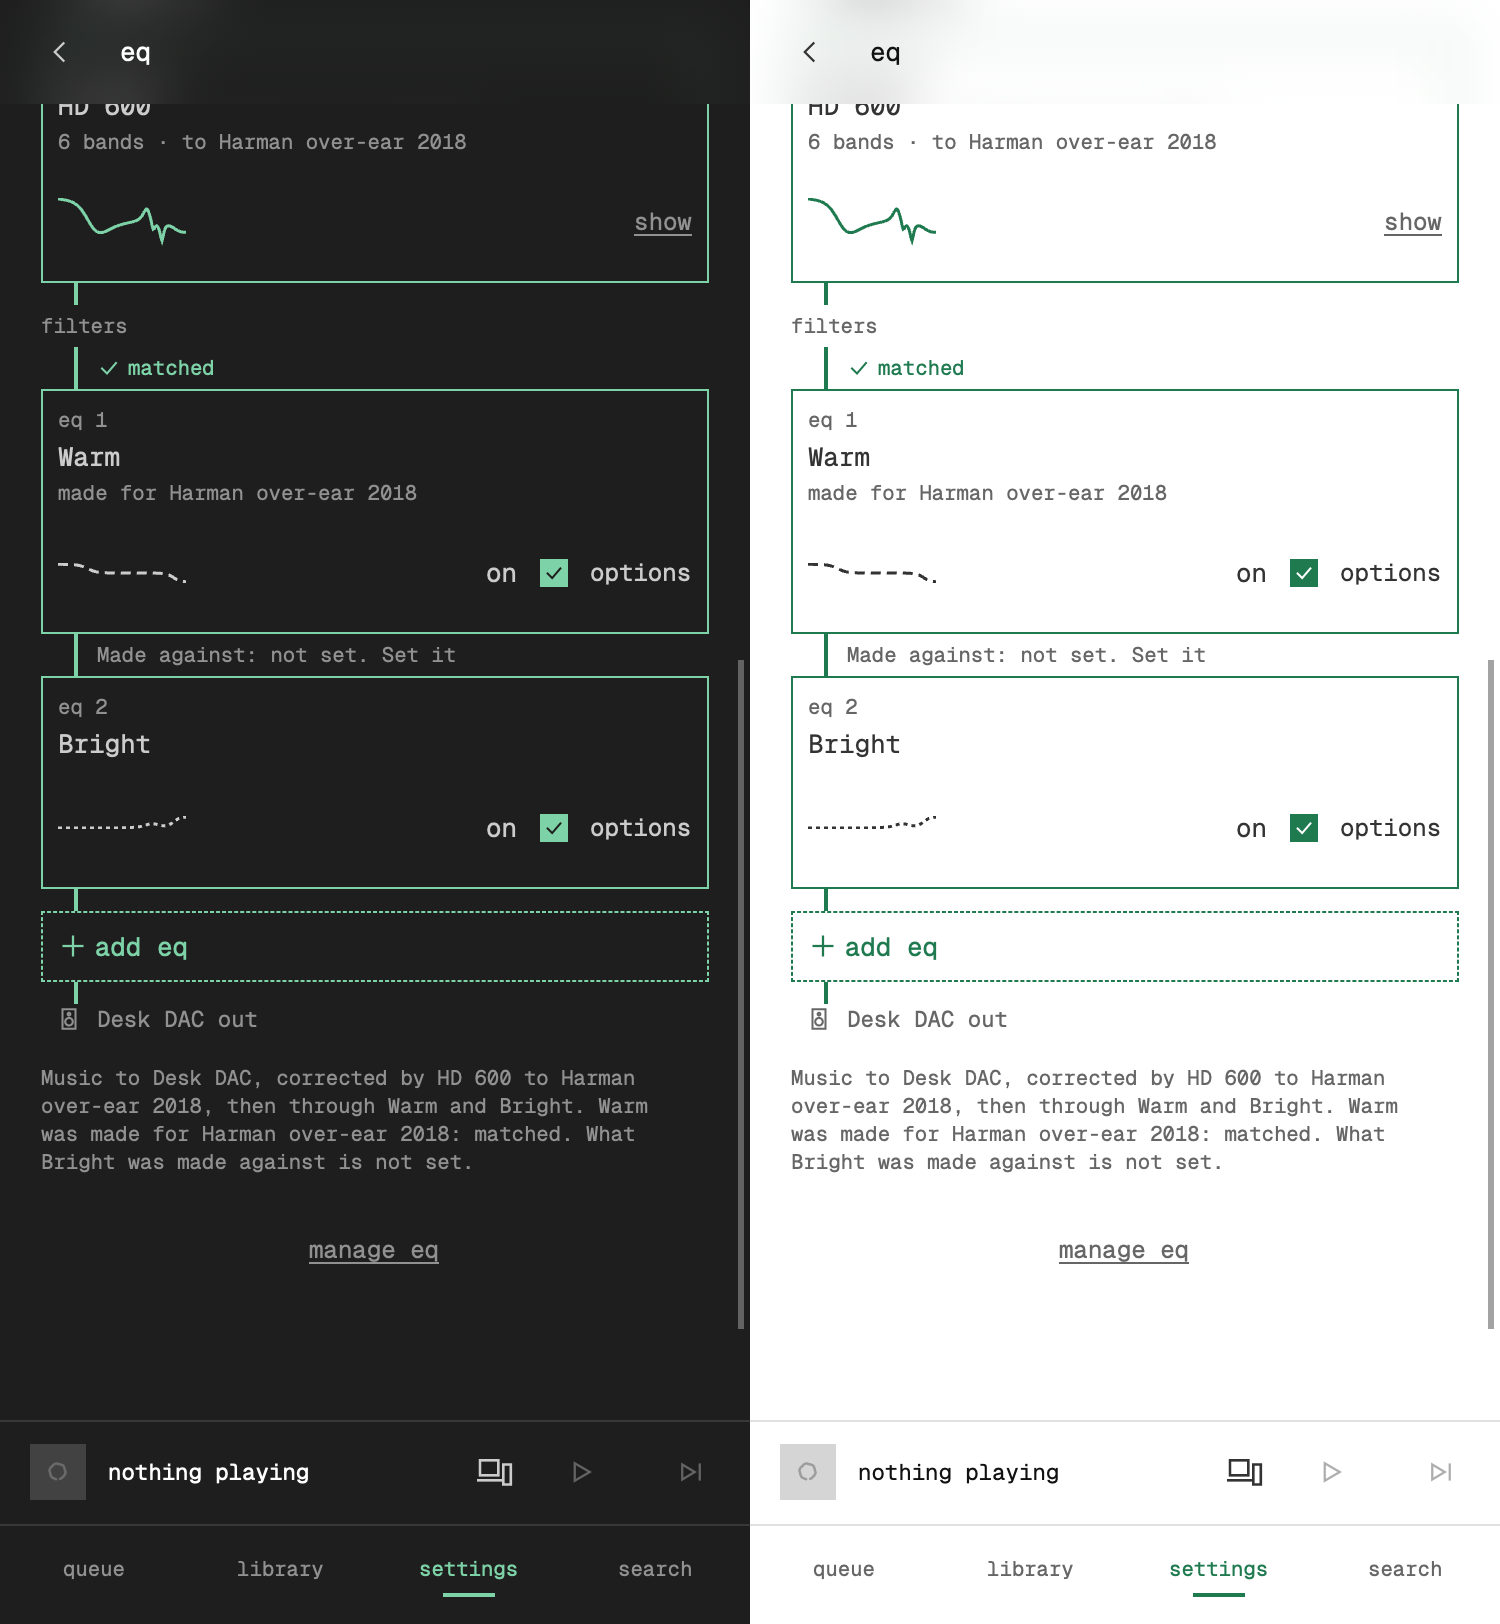 eq
HD 600
6 bands · to Harman over-ear 2018
show
filters
matched
eq 1
Warm
made for Harman over-ear 2018
on options
Made against: not set. Set it
eq 2
Bright
on options
add eq
Desk DAC out
Music to Desk DAC, corrected by HD 600 to Harman
over-ear 2018, then through Warm and Bright. Warm
was made for Harman over-ear 2018: matched. What
Bright was made against is not set.
manage eq
nothing playing
queue library settings search
eq
HD 600
6 bands · to Harman over-ear 2018
show
filters
matched
eq 1
Warm
made for Harman over-ear 2018
on options
Made against: not set. Set it
eq 2
Bright
on options
add eq
Desk DAC out
Music to Desk DAC, corrected by HD 600 to Harman
over-ear 2018, then through Warm and Bright. Warm
was made for Harman over-ear 2018: matched. What
Bright was made against is not set.
manage eq
nothing playing
queue library settings search